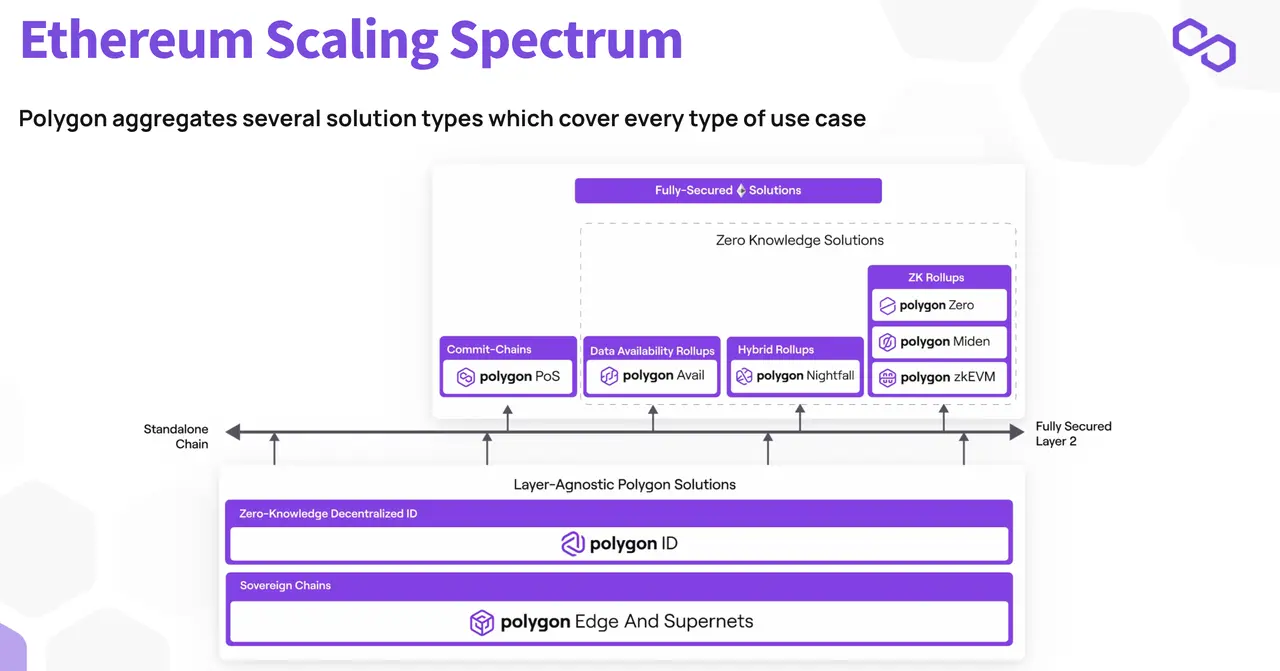 Ethereum Scaling Spectrum
Polygon aggregates several solution types which cover every type of use case
Fully-Secured Solutions
Zero Knowledge Solutions
ZK Rollups
polygon Zero
polygon Miden
polygon zkEVM
Commit-Chains
polygon PoS
Data Availability Rollups
polygon Avail
Hybrid Rollups
polygon Nightfall
Standalone
Chain
Fully Secured
Layer 2
Layer-Agnostic Polygon Solutions
Zero-Knowledge Decentralized ID
polygon ID
Sovereign Chains
polygon Edge And Supernets